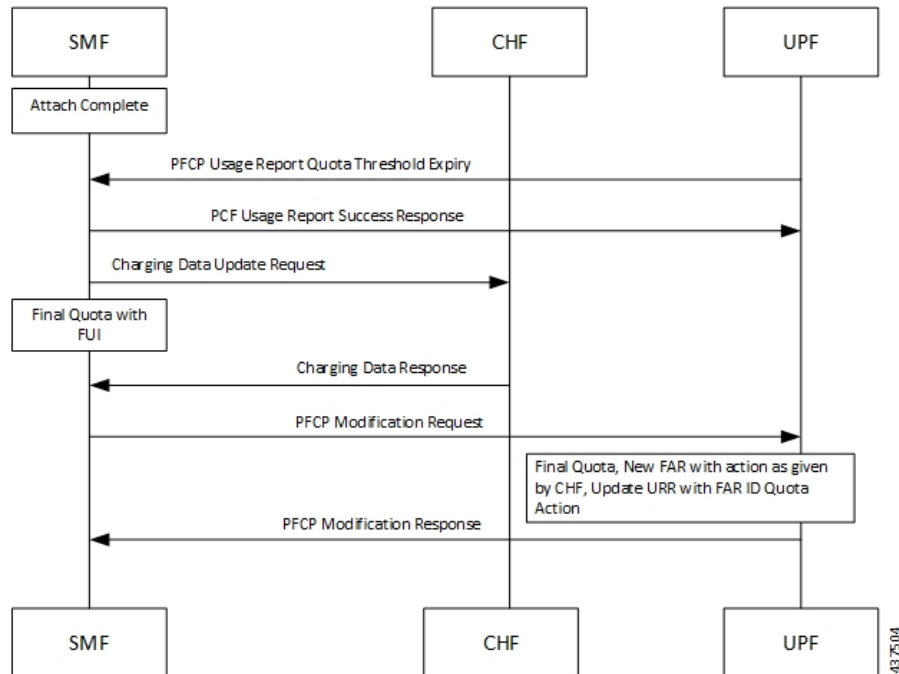 SMF
CHF
UPF
Attach Complete
PFCP Usage Report Quota Threshold Expiry
PCF Usage Report Success Response
Charging Data Update Request
Final Quota with
FUI
Charging Data Response
PFCP Modification Request
Final Quota, New FAR with action as given
by CHF, Update URR with FAR ID Quota
Action
PFCP Modification Response
SMF
CHF
UPF
437504